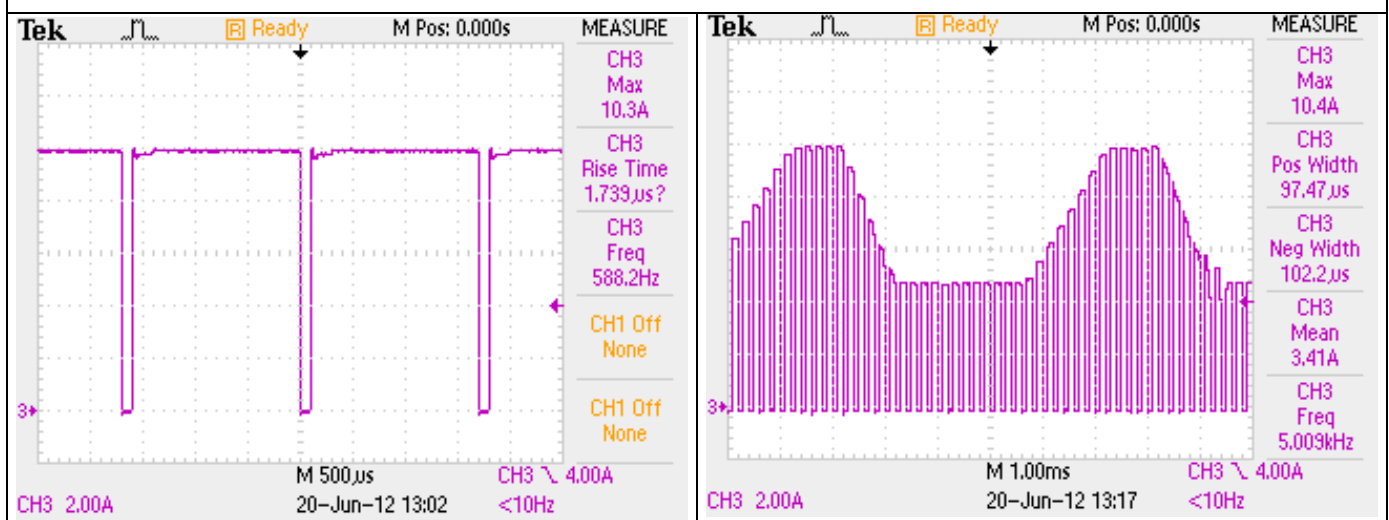 Tek
R Ready
M Pos: 0.000s
MEASURE
CH3
Max
10.3A
CH3
Rise Time
1.739µs?
CH3
Freq
588.2Hz
CH1 Off
None
CH1 Off
None
3
M 500µs
CH3
4.00A
CH3 2.00A
20-Jun-12 13:02
<10Hz
Tek
R Ready
M Pos: 0.000s
MEASURE
CH3
Max
10.4A
CH3
Pos Width
97.47µs
CH3
Neg Width
102.2µs
CH3
Mean
3.41A
CH3
Freq
5.009kHz
3
M 1.00ms
CH3
4.00A
CH3 2.00A
20-Jun-12 13:17
<10Hz